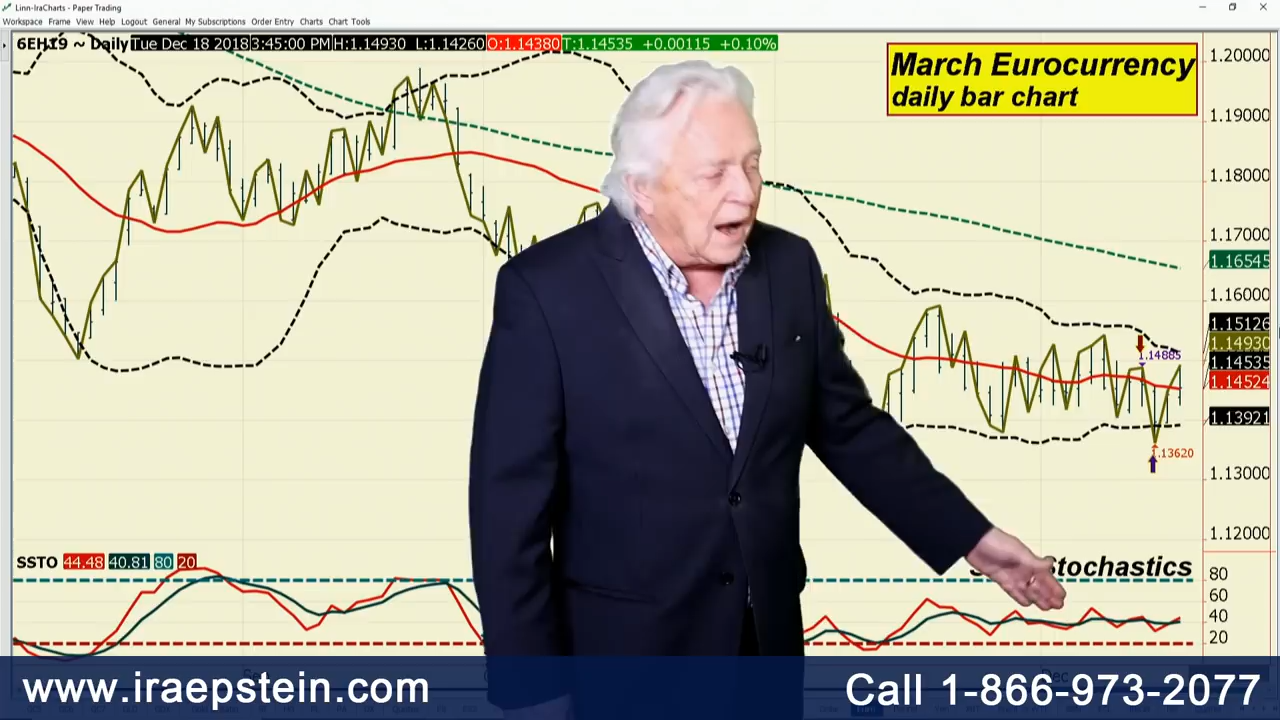 Linn-IraCharts - Paper Trading
Workspace Frame View Help Logout General My Subscriptions Order Entry Charts Chart Tools
6EH19 ~ Daily Tue Dec 18 2018 3:45:00 PM H:1.14930 L:1.14260 O:1.14380 T:1.14535 +0.00115 +0.10%
March Eurocurrency
daily bar chart
1.20000
1.19000
1.18000
1.17000
1.16545
1.16000
1.15126
1.14930
1.14885
1.14535
1.14524
1.13921
1.13620
1.13000
1.12000
SSTO 44.48 40.81 80 20
Stochastics
80
60
40
20
Dec
www.iraepstein.com
Call 1-866-973-2077